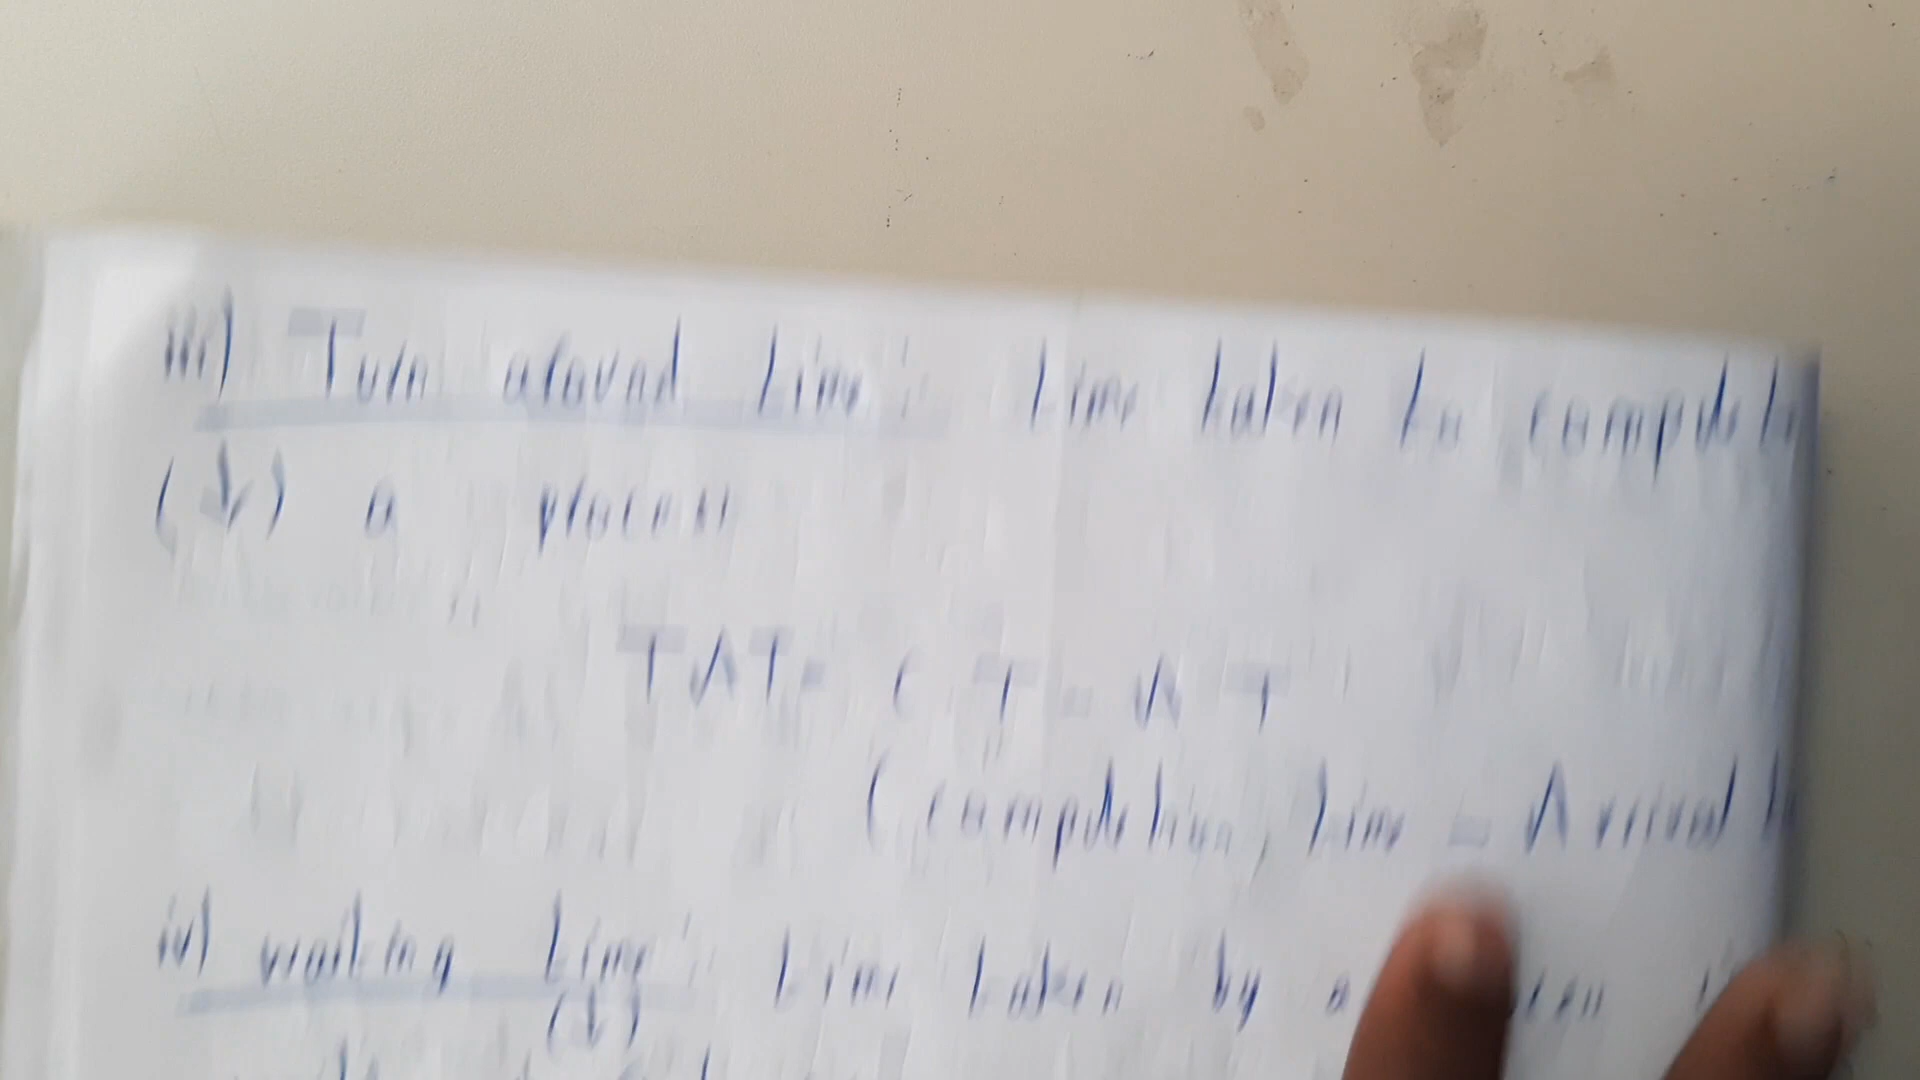 iii) Turn around time : time taken to complete
(↓) a process
TAT = CT - AT
(completion time - Arrival
iv) waiting time : time taken by a
(↓)